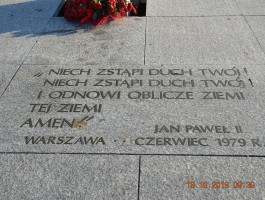 „NIECH ZSTĄPI DUCH TWÓJ!
NIECH ZSTĄPI DUCH TWÓJ!
I ODNOWI OBLICZE ZIEMI
TEJ ZIEMI
AMEN”
JAN PAWEŁ II
WARSZAWA · · CZERWIEC 1979 R.